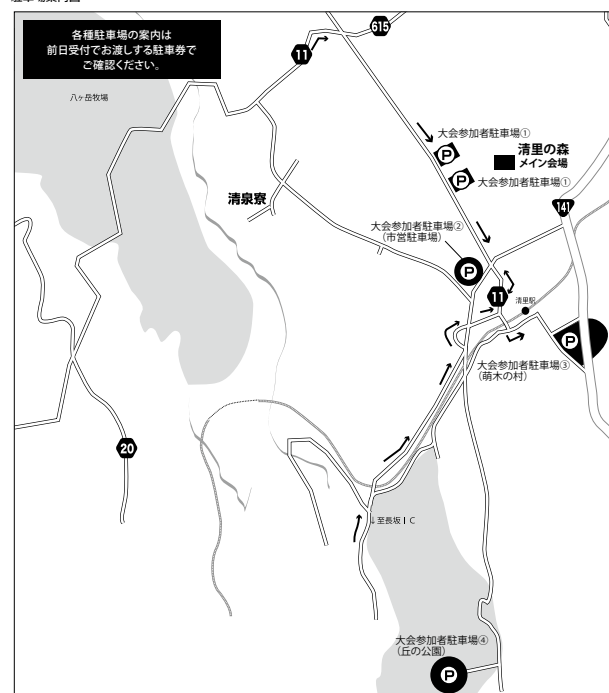 駐車場案内図
各種駐車場の案内は
前日受付でお渡しする駐車券で
ご確認ください。
615
11
八ヶ岳牧場
大会参加者駐車場①
P
清里の森
メイン会場
P
大会参加者駐車場①
清泉寮
141
大会参加者駐車場②
(市営駐車場)
P
11
清里駅
P
大会参加者駐車場③
(萌木の村)
20
↓至長坂IC
大会参加者駐車場④
(丘の公園)
P